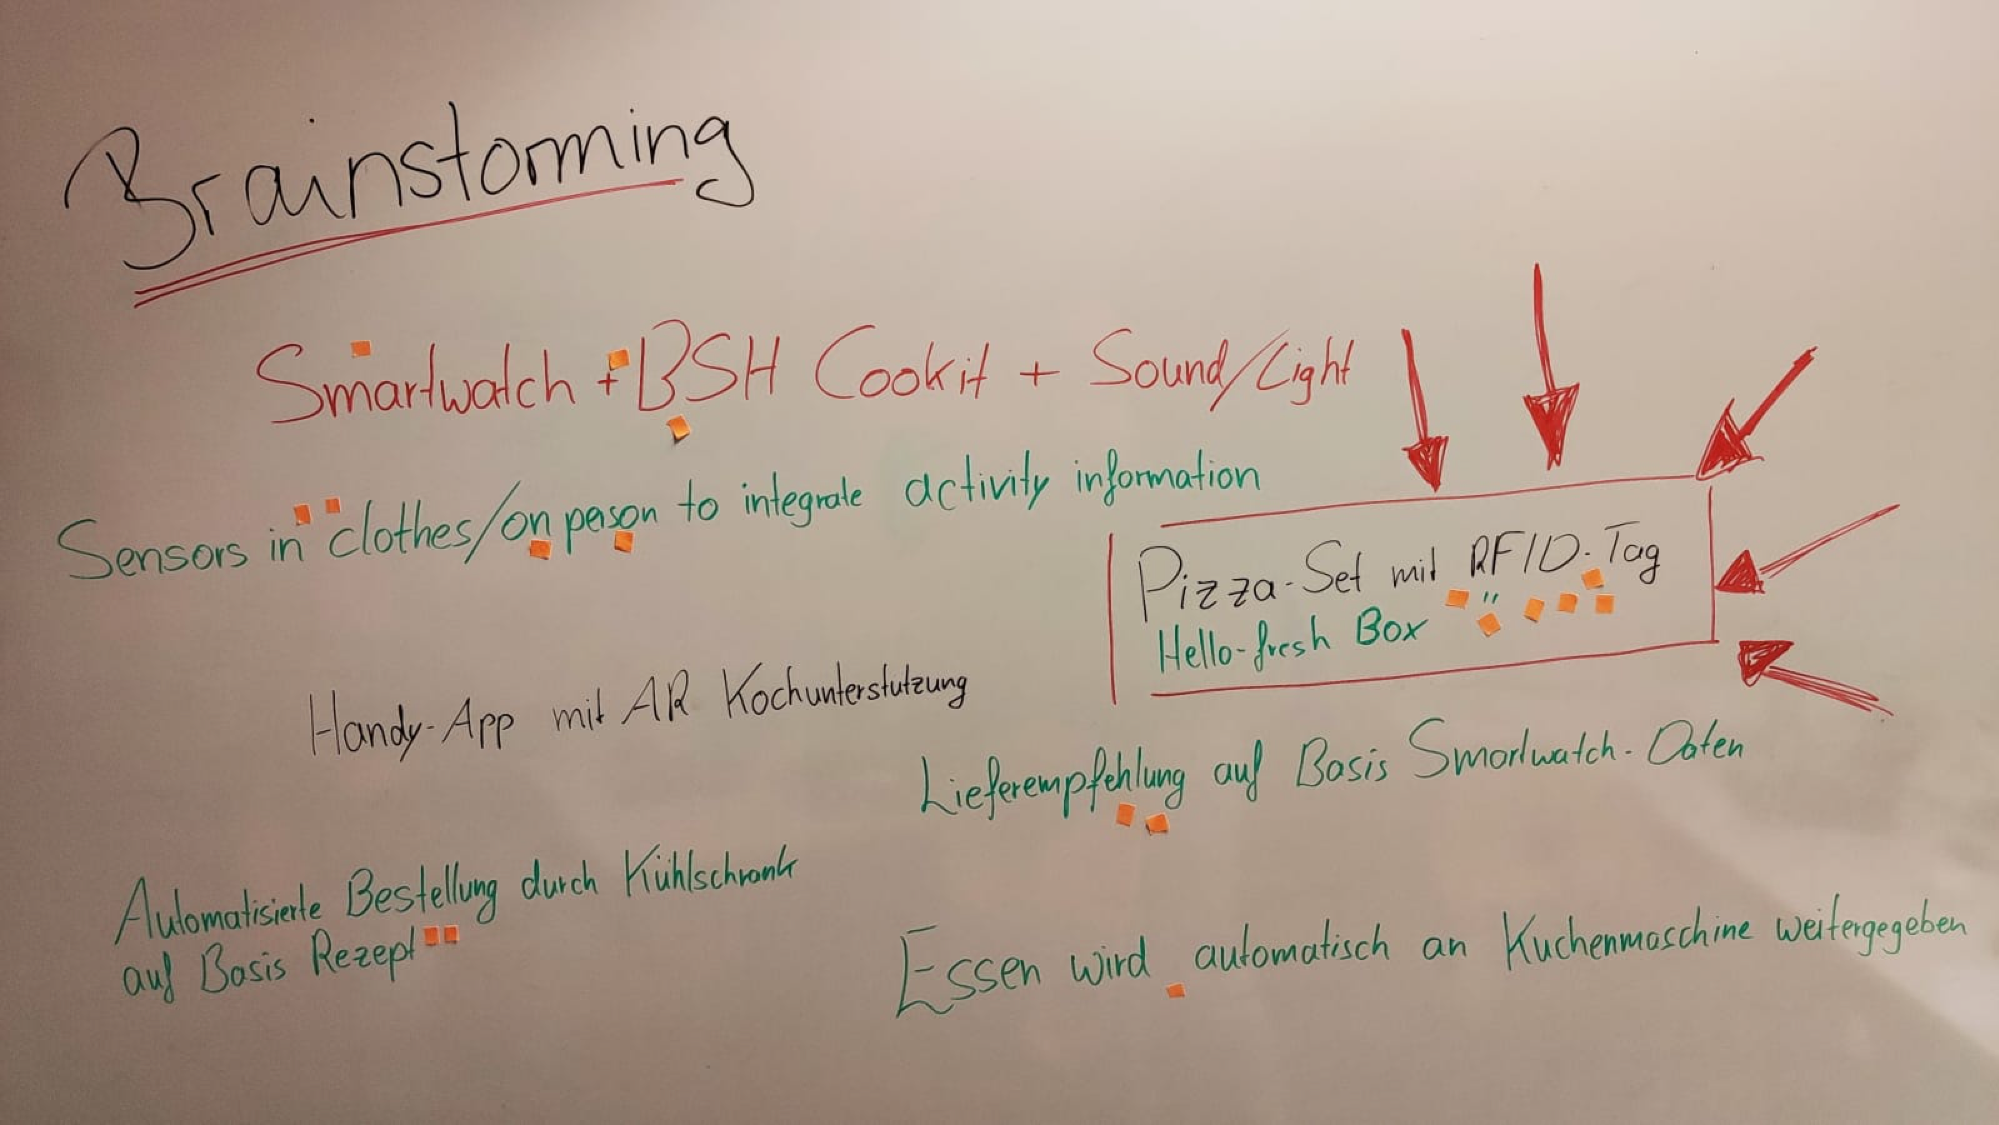 Brainstorming
Smartwatch + BSH Cookit + Sound/Light
Sensors in clothes/on person to integrate activity information
Pizza-Set mit RFID-Tag
Hello-fresh Box "
Handy-App mit AR Kochunterstutzung
Lieferempfehlung auf Basis Smartwatch-Daten
Automatisierte Bestellung durch Kühlschrank
auf Basis Rezept
Essen wird automatisch an Kuchenmaschine weitergegeben